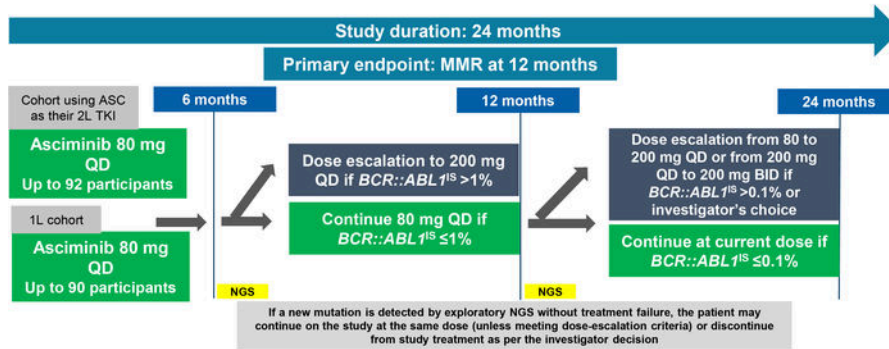 Study duration: 24 months
Primary endpoint: MMR at 12 months
Cohort using ASC
as their 2L TKI
6 months
12 months
24 months
Asciminib 80 mg
QD
Up to 92 participants
Dose escalation to 200 mg
QD if BCR::ABL1ᴵˢ >1%
Dose escalation from 80 to
200 mg QD or from 200 mg
QD to 200 mg BID if
BCR::ABL1ᴵˢ >0.1% or
investigator's choice
1L cohort
Asciminib 80 mg
QD
Up to 90 participants
Continue 80 mg QD if
BCR::ABL1ᴵˢ ≤1%
Continue at current dose if
BCR::ABL1ᴵˢ ≤0.1%
NGS
NGS
If a new mutation is detected by exploratory NGS without treatment failure, the patient may
continue on the study at the same dose (unless meeting dose-escalation criteria) or discontinue
from study treatment as per the investigator decision